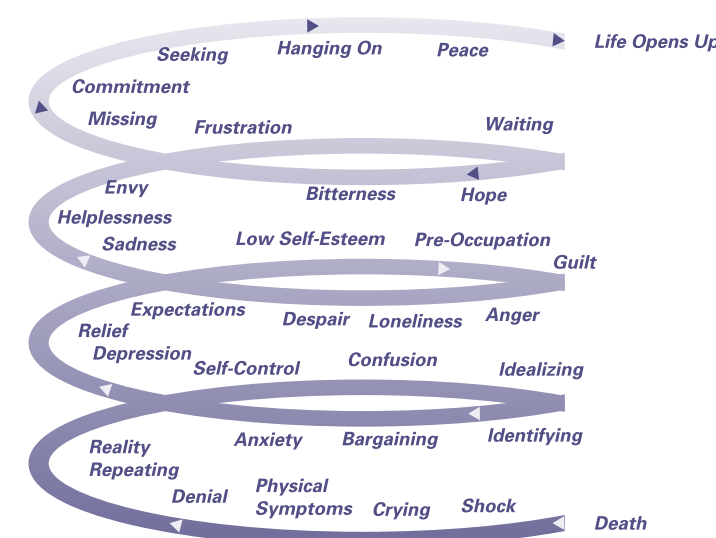 Life Opens Up
Seeking
Hanging On
Peace
Commitment
Missing
Frustration
Waiting
Envy
Bitterness
Hope
Helplessness
Sadness
Low Self-Esteem
Pre-Occupation
Guilt
Expectations
Despair
Loneliness
Anger
Relief
Depression
Self-Control
Confusion
Idealizing
Anxiety
Bargaining
Identifying
Reality
Repeating
Denial
Physical
Symptoms
Crying
Shock
Death